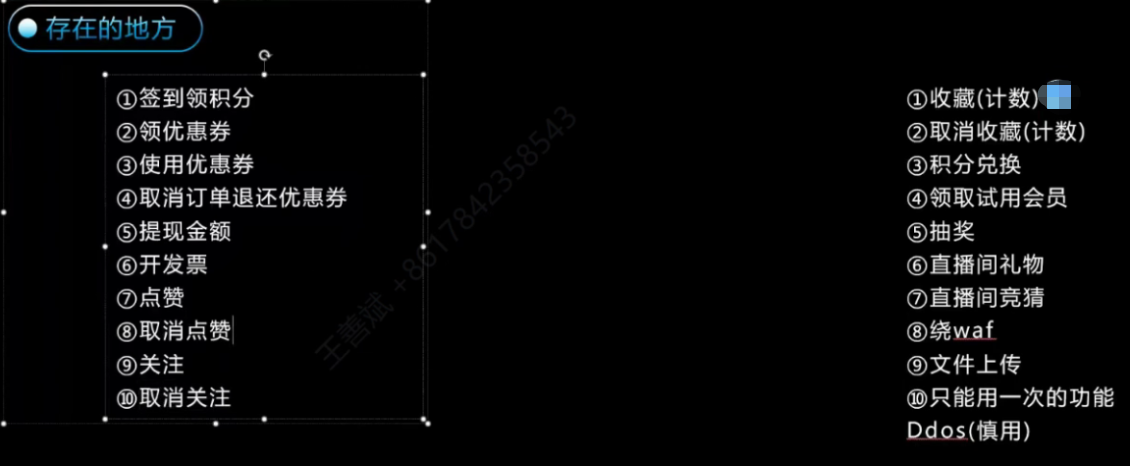 存在的地方
①签到领积分
②领优惠券
③使用优惠券
④取消订单退还优惠券
⑤提现金额
⑥开发票
⑦点赞
⑧取消点赞
⑨关注
⑩取消关注
①收藏(计数)
②取消收藏(计数)
③积分兑换
④领取试用会员
⑤抽奖
⑥直播间礼物
⑦直播间竞猜
⑧绕waf
⑨文件上传
⑩只能用一次的功能
Ddos(慎用)
王善斌 +8617842358543